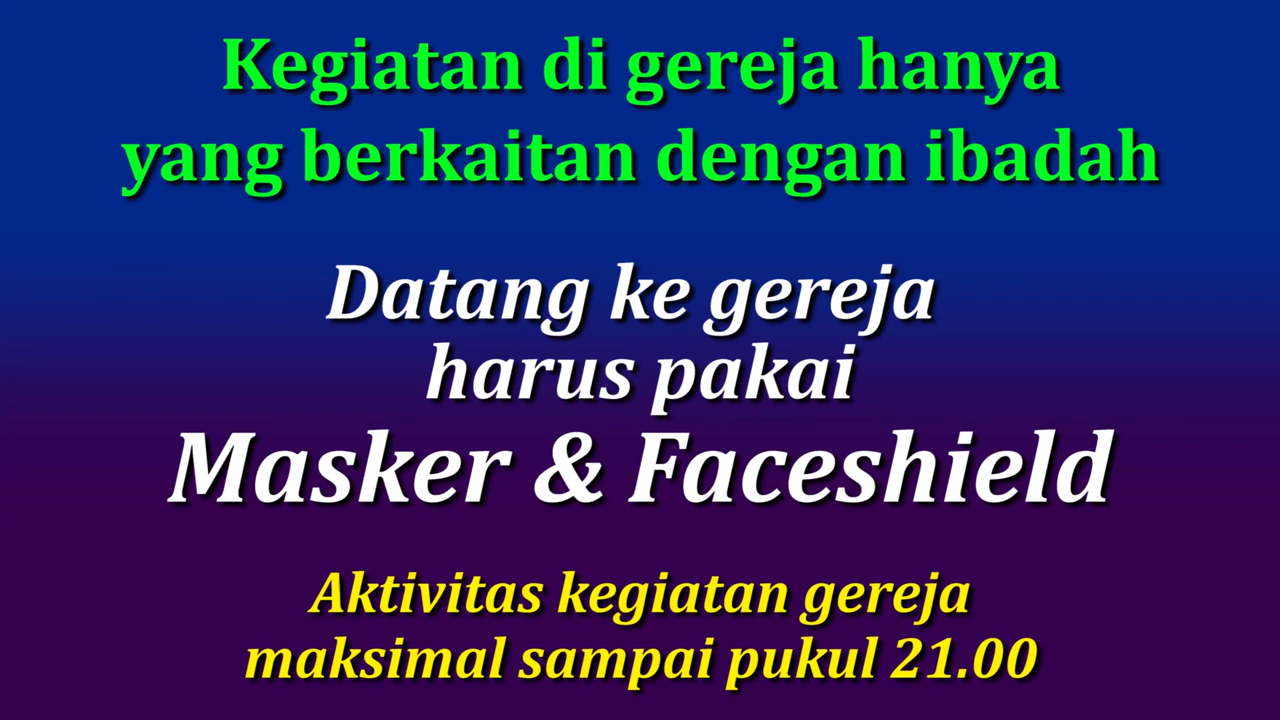 Kegiatan di gereja hanya
yang berkaitan dengan ibadah
Datang ke gereja
harus pakai
Masker & Faceshield
Aktivitas kegiatan gereja
maksimal sampai pukul 21.00